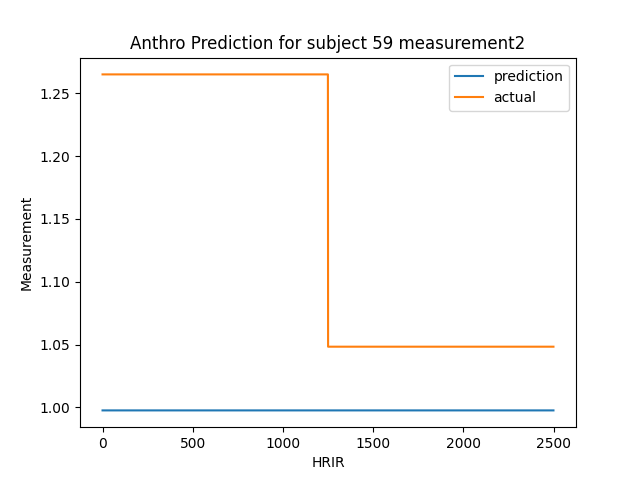 Anthro Prediction for subject 59 measurement2
prediction
actual
Measurement
1.25
1.20
1.15
1.10
1.05
1.00
0
500
1000
1500
2000
2500
HRIR